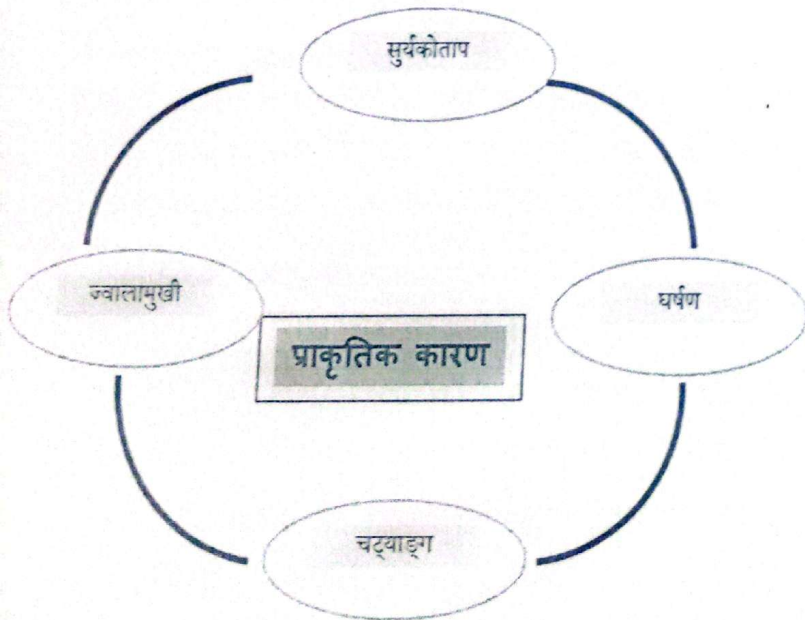 सुर्यकोताप
ज्वालामुखी
घर्षण
प्राकृतिक कारण
चट्याङ्ग